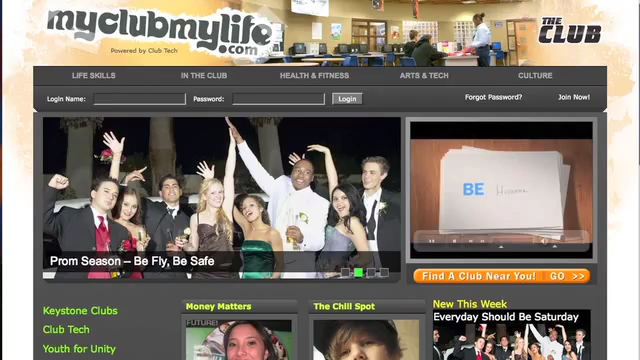 myclubmylife
.com
Powered by Club Tech
THE
CLUB
LIFE SKILLS
IN THE CLUB
HEALTH & FITNESS
ARTS & TECH
CULTURE
Login Name:
Password:
Login
Forgot Password?
Join Now!
BE
Prom Season – Be Fly, Be Safe
Find A Club Near You! GO >>
Keystone Clubs
Club Tech
Youth for Unity
Money Matters
FUTURE!
The Chill Spot
New This Week
Everyday Should Be Saturday